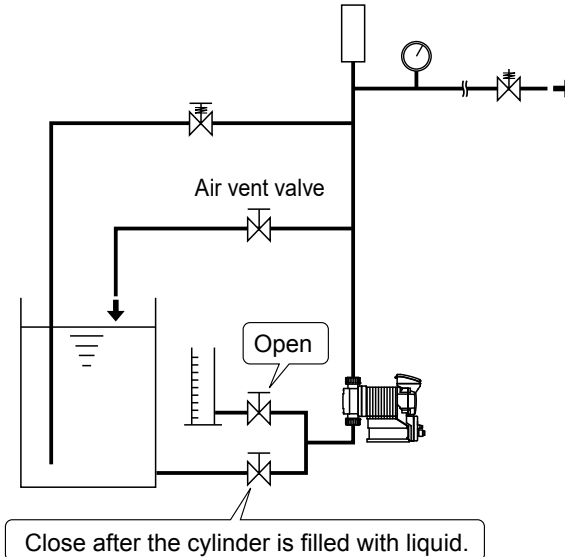 Air vent valve
Open
Close after the cylinder is filled with liquid.